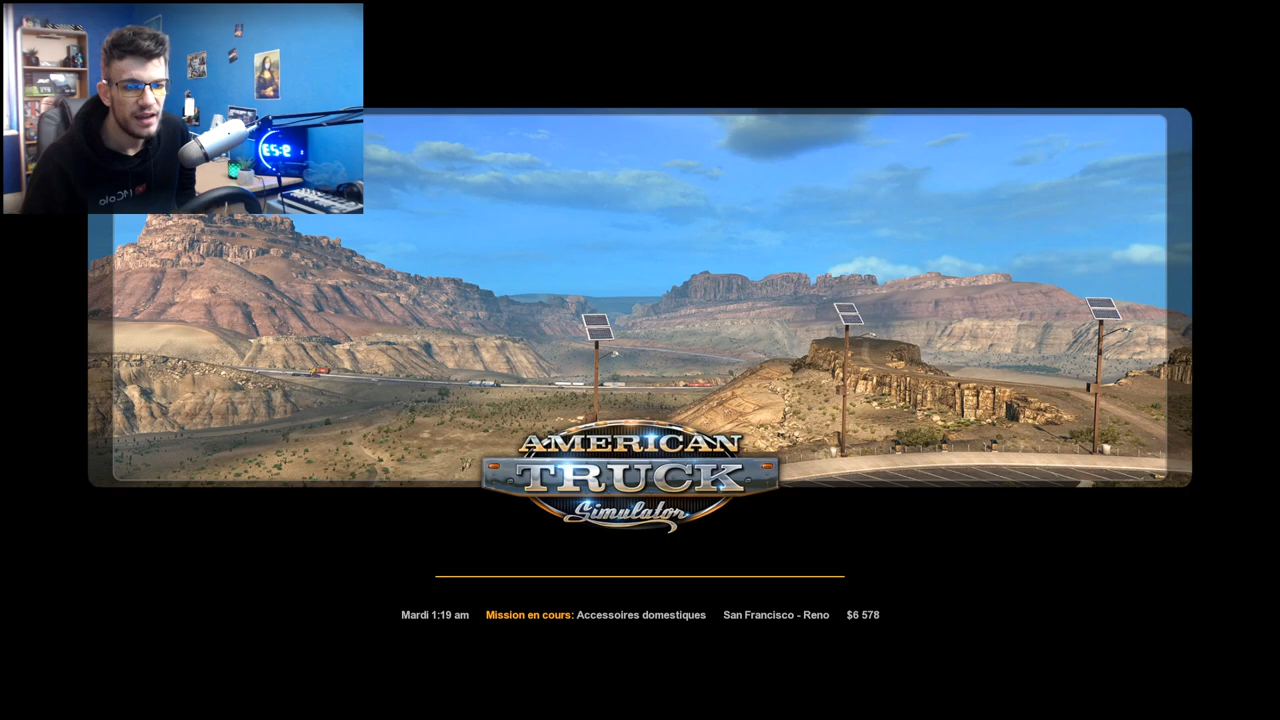 AMERICAN
TRUCK
Simulator
Mardi 1:19 am Mission en cours: Accessoires domestiques San Francisco - Reno $6 578